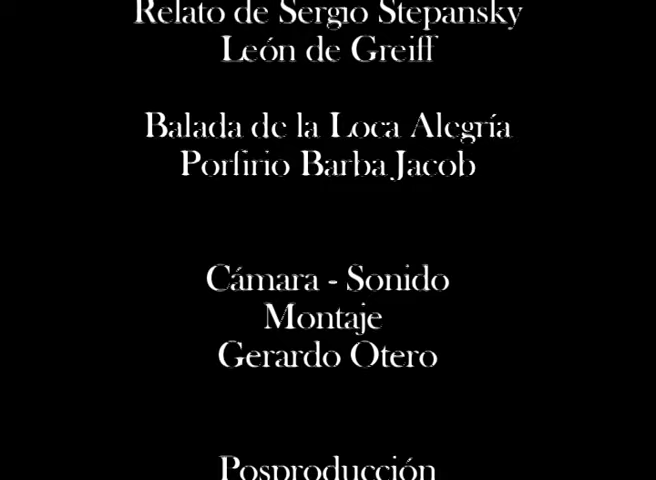 Relato de Sergio Stepansky
León de Greiff
Balada de la Loca Alegría
Porfirio Barba Jacob
Cámara - Sonido
Montaje
Gerardo Otero
Posproducción